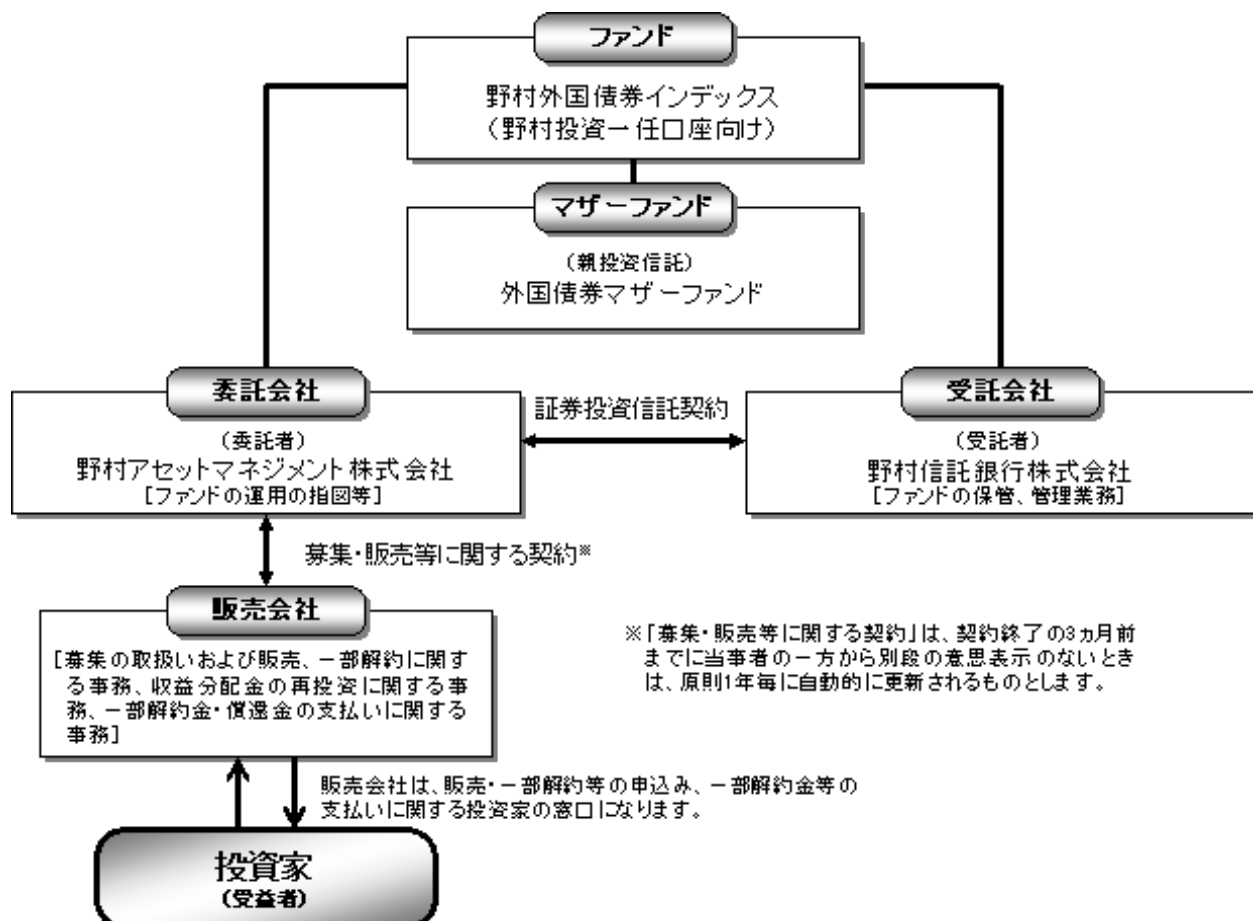 ファンド
野村外国債券インデックス
(野村投資一任口座向け)
マザーファンド
(親投資信託)
外国債券マザーファンド
委託会社
(委託者)
野村アセットマネジメント株式会社
[ファンドの運用の指図等]
証券投資信託契約
受託会社
(受託者)
野村信託銀行株式会社
[ファンドの保管、管理業務]
募集・販売等に関する契約※
販売会社
[募集の取扱いおよび販売、一部解約に関す
る事務、収益分配金の再投資に関する事
務、一部解約金・償還金の支払いに関する
事務]
※「募集・販売等に関する契約」は、契約終了の3ヵ月前
までに当事者の一方から別段の意思表示のないとき
は、原則1年毎に自動的に更新されるものとします。
販売会社は、販売・一部解約等の申込み、一部解約金等の
支払いに関する投資家の窓口になります。
投資家
(受益者)